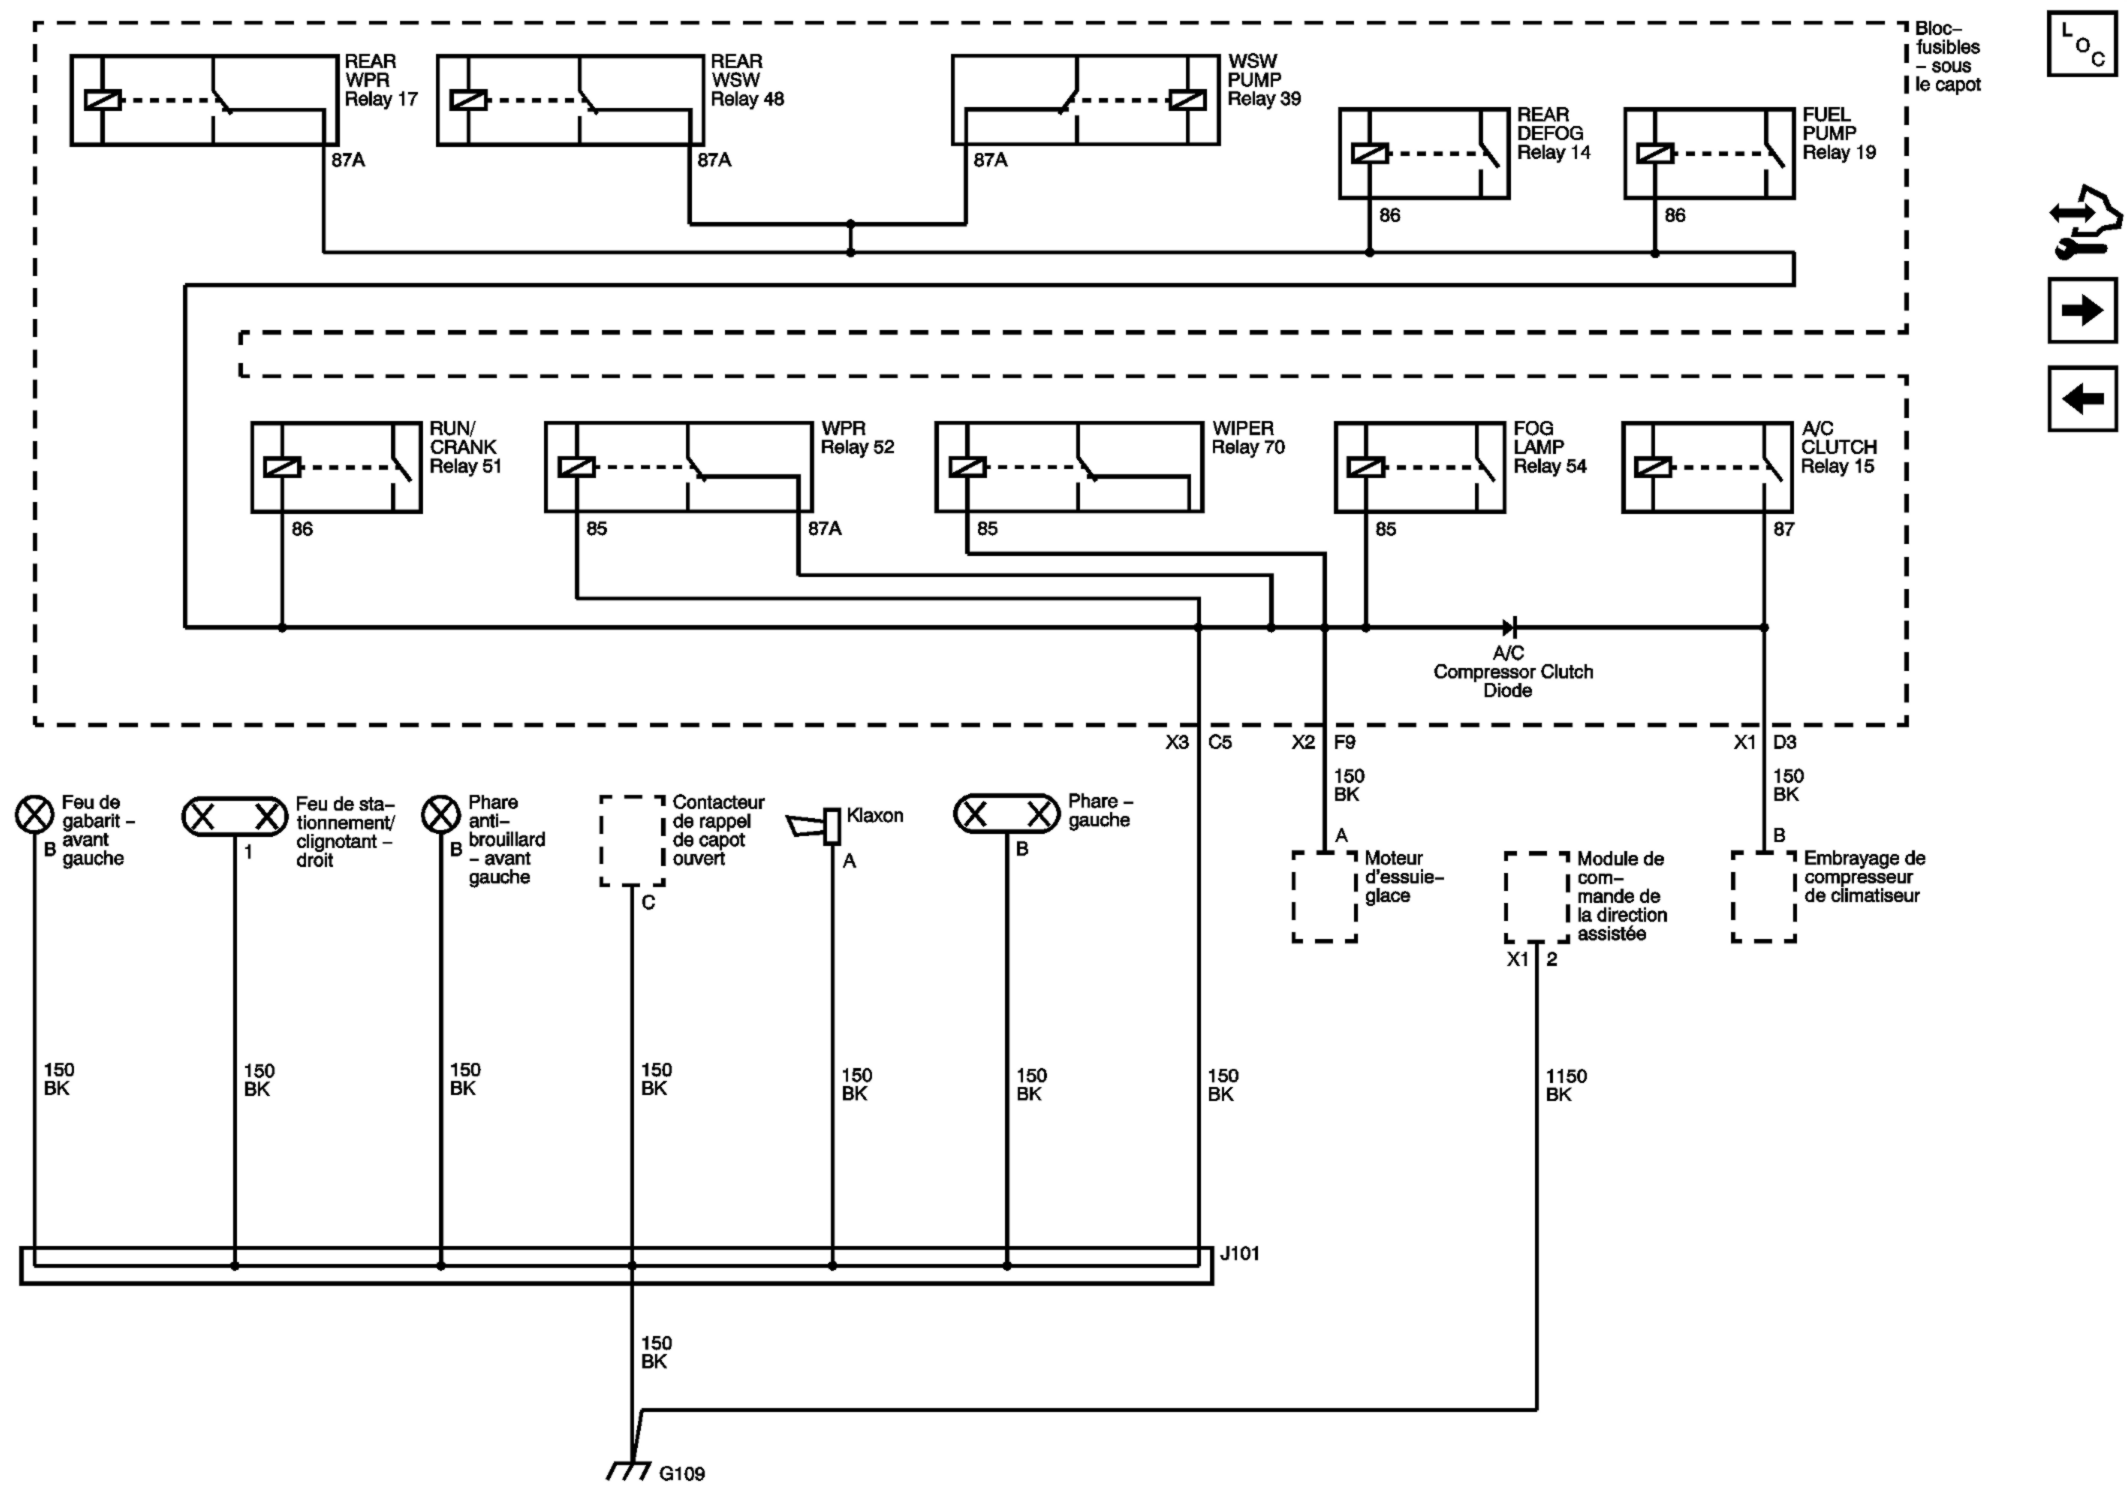 Bloc–
fusibles
– sous
le capot
L
O
C
REAR
WPR
Relay 17
87A
REAR
WSW
Relay 48
87A
WSW
PUMP
Relay 39
87A
REAR
DEFOG
Relay 14
86
FUEL
PUMP
Relay 19
86
RUN/
CRANK
Relay 51
86
WPR
Relay 52
85
87A
WIPER
Relay 70
85
FOG
LAMP
Relay 54
85
A/C
CLUTCH
Relay 15
87
A/C
Compressor Clutch
Diode
X3 C5
X2 F9
X1 D3
150
BK
150
BK
Feu de
gabarit –
avant
gauche
B
Feu de sta–
tionnement/
clignotant –
droit
1
Phare
anti–
brouillard
– avant
gauche
B
Contacteur
de rappel
de capot
ouvert
C
Klaxon
A
Phare –
gauche
B
A
Moteur
d'essuie–
glace
Module de
com–
mande de
la direction
assistée
X1 2
B
Embrayage de
compresseur
de climatiseur
150
BK
150
BK
150
BK
150
BK
150
BK
150
BK
150
BK
1150
BK
J101
150
BK
G109